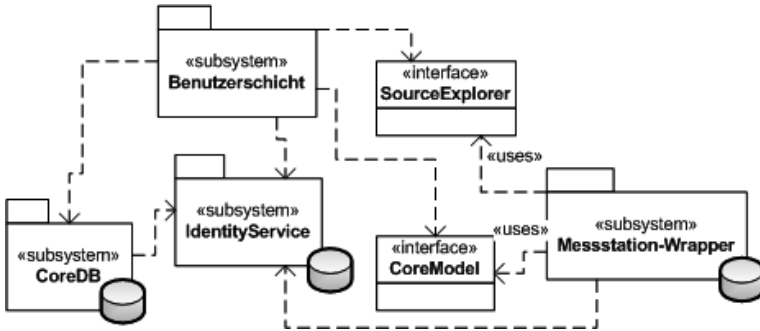 «subsystem»
Benutzerschicht
«interface»
SourceExplorer
«uses»
«subsystem»
IdentityService
«subsystem»
CoreDB
«interface»
CoreModel
«uses»
«subsystem»
Messstation-Wrapper